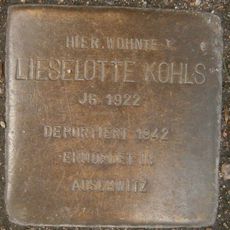 HIER WOHNTE
LIESELOTTE KOHLS
JG. 1922
DEPORTIERT 1942
ERMORDET IN
AUSCHWITZ